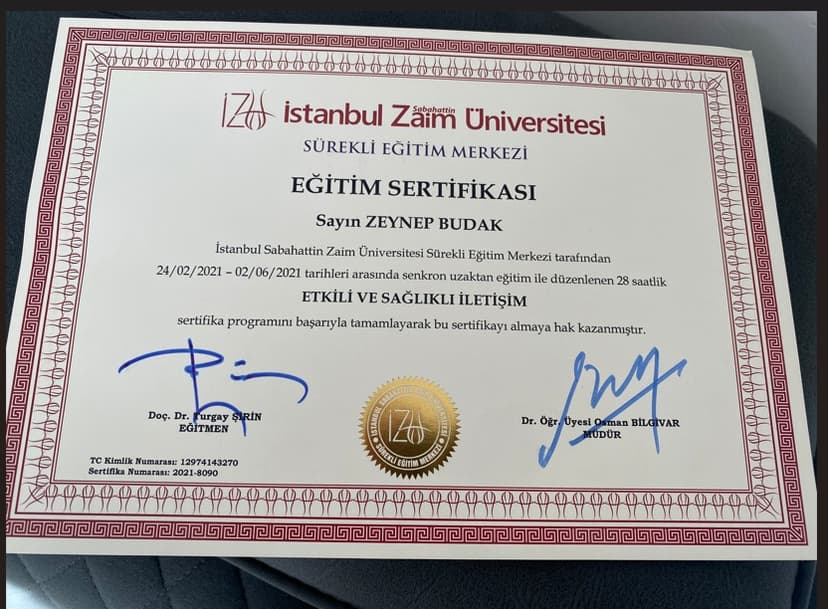 İZÜ İstanbul Sabahattin Zaim Üniversitesi
SÜREKLİ EĞİTİM MERKEZİ
EĞİTİM SERTİFİKASI
Sayın ZEYNEP BUDAK
İstanbul Sabahattin Zaim Üniversitesi Sürekli Eğitim Merkezi tarafından
24/02/2021 – 02/06/2021 tarihleri arasında senkron uzaktan eğitim ile düzenlenen 28 saatlik
ETKİLİ VE SAĞLIKLI İLETİŞİM
sertifika programını başarıyla tamamlayarak bu sertifikayı almaya hak kazanmıştır.
Doç. Dr. Turgay ŞİRİN
EĞİTMEN
Dr. Öğr. Üyesi Osman BİLGİVAR
MÜDÜR
İZÜ
SÜREKLİ EĞİTİM MERKEZİ
TC Kimlik Numarası: 12974143270
Sertifika Numarası: 2021-8090